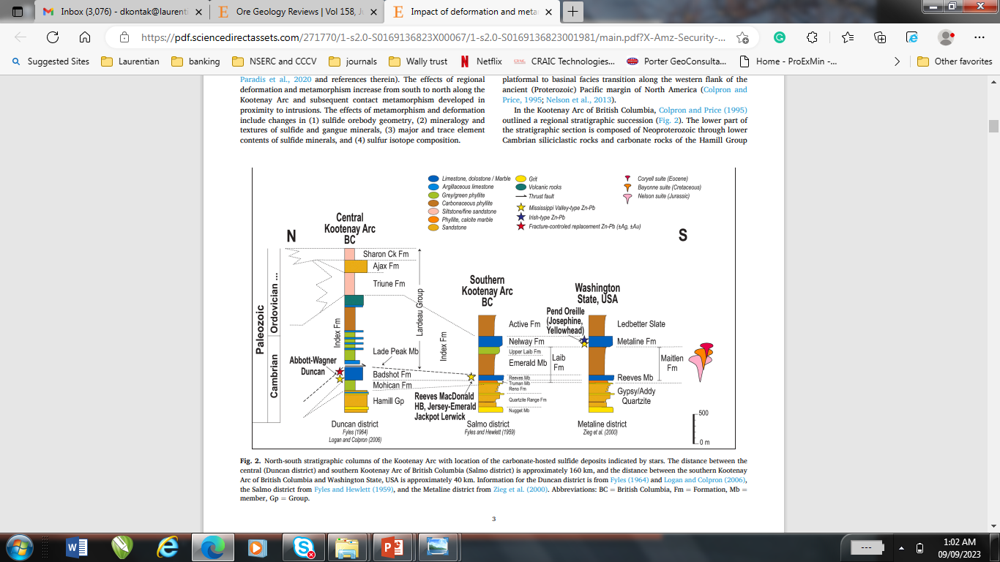 Inbox (3,076) - dkontak@laurenti
Ore Geology Reviews | Vol 158, J
Impact of deformation and meta
https://pdf.sciencedirectassets.com/271770/1-s2.0-S0169136823X00067/1-s2.0-S0169136823001981/main.pdf?X-Amz-Security-...
Suggested Sites
Laurentian
banking
NSERC and CCCV
journals
Wally trust
Netflix
CRAIC Technologies...
Porter GeoConsulta...
Home - ProExMin -...
Other favorites
Paradis et al., 2020 and references therein). The effects of regional
deformation and metamorphism increase from south to north along the
Kootenay Arc and subsequent contact metamorphism developed in
proximity to intrusions. The effects of metamorphism and deformation
include changes in (1) sulfide orebody geometry, (2) mineralogy and
textures of sulfide and gangue minerals, (3) major and trace element
contents of sulfide minerals, and (4) sulfur isotope composition.
platformal to basinal facies transition along the western flank of the
ancient (Proterozoic) Pacific margin of North America (Colpron and
Price, 1995; Nelson et al., 2013).
In the Kootenay Arc of British Columbia, Colpron and Price (1995)
outlined a regional stratigraphic succession (Fig. 2). The lower part of
the stratigraphic section is composed of Neoproterozoic through lower
Cambrian siliciclastic rocks and carbonate rocks of the Hamill Group
Limestone, dolostone / Marble
Argillaceous limestone
Grey/green phyllite
Carbonaceous phyllite
Siltstone/fine sandstone
Phyllite, calcite marble
Sandstone
Grit
Volcanic rocks
Thrust fault
Mississippi Valley-type Zn-Pb
Irish-type Zn-Pb
Fracture-controled replacement Zn-Pb (±Ag, ±Au)
Coryell suite (Eocene)
Bayonne suite (Cretaceous)
Nelson suite (Jurassic)
N
S
Central
Kootenay Arc
BC
Sharon Ck Fm
Ajax Fm
Triune Fm
Lardeau Group
Index Fm
Index Fm
Paleozoic
Ordovician ...
Cambrian
Lade Peak Mb
Abbott-Wagner
Duncan
Badshot Fm
Mohican Fm
Hamill Gp
Duncan district
Fyles (1964)
Logan and Colpron (2006)
Southern
Kootenay Arc
BC
Active Fm
Nelway Fm
Upper Laib Fm
Emerald Mb
Laib
Fm
Reeves Mb
Truman Mb
Reno Fm
Quartzite Range Fm
Nugget Mb
Reeves MacDonald
HB, Jersey-Emerald
Jackpot Lerwick
Salmo district
Fyles and Hewlett (1959)
Washington
State, USA
Pend Oreille
(Josephine,
Yellowhead)
Ledbetter Slate
Metaline Fm
Maitlen
Fm
Reeves Mb
Gypsy/Addy
Quartzite
Metaline district
Zieg et al. (2000)
500
0 m
Fig. 2. North-south stratigraphic columns of the Kootenay Arc with location of the carbonate-hosted sulfide deposits indicated by stars. The distance between the
central (Duncan district) and southern Kootenay Arc of British Columbia (Salmo district) is approximately 160 km, and the distance between the southern Kootenay
Arc of British Columbia and Washington State, USA is approximately 40 km. Information for the Duncan district is from Fyles (1964) and Logan and Colpron (2006),
the Salmo district from Fyles and Hewlett (1959), and the Metaline district from Zieg et al. (2000). Abbreviations: BC = British Columbia, Fm = Formation, Mb =
member, Gp = Group.
3
1:02 AM
09/09/2023